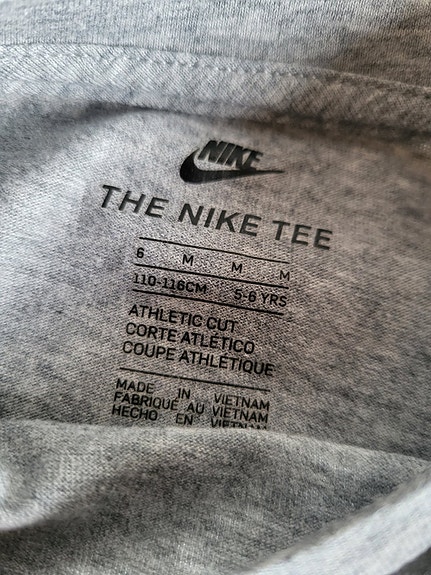 NIKE
THE NIKE TEE
6 M M M
110-116CM 5-6 YRS
ATHLETIC CUT
CORTE ATLÉTICO
COUPE ATHLÉTIQUE
MADE IN VIETNAM
FABRIQUÉ AU VIETNAM
HECHO EN VIETNAM